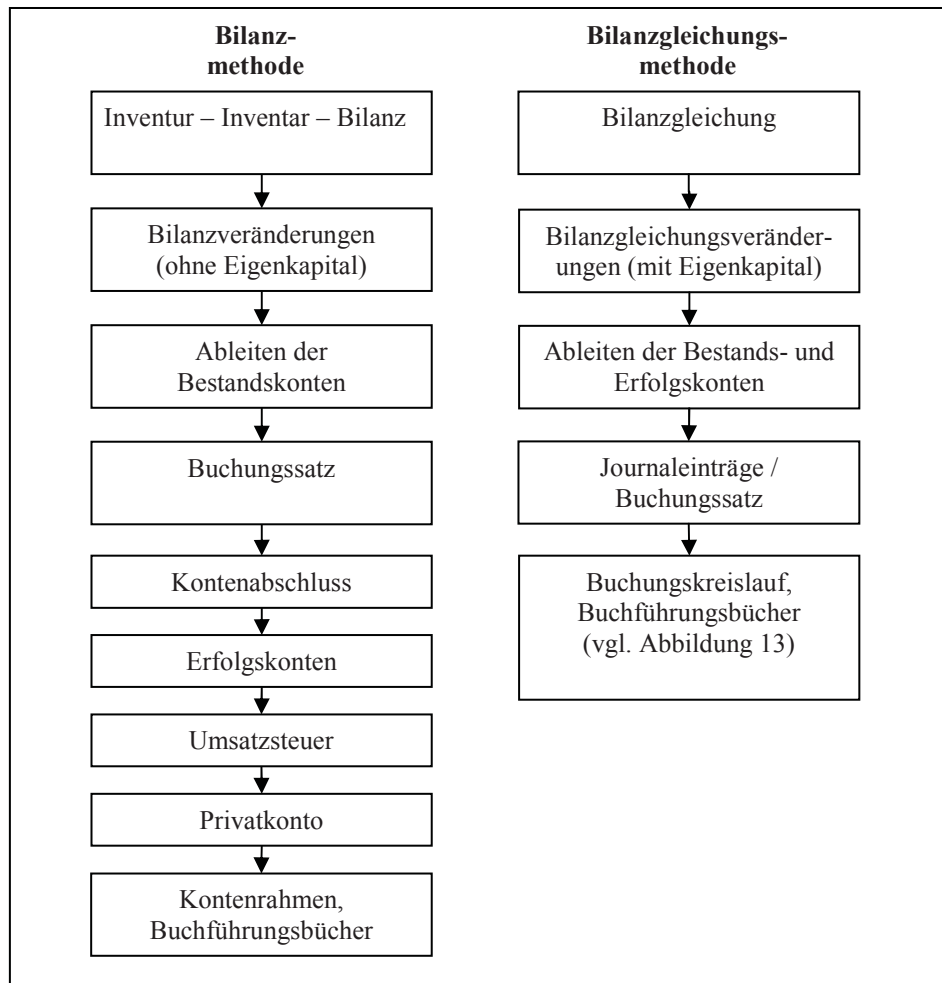 Bilanz-
methode
Inventur – Inventar – Bilanz
Bilanzveränderungen
(ohne Eigenkapital)
Ableiten der
Bestandskonten
Buchungssatz
Kontenabschluss
Erfolgskonten
Umsatzsteuer
Privatkonto
Kontenrahmen,
Buchführungsbücher
Bilanzgleichungs-
methode
Bilanzgleichung
Bilanzgleichungsveränder-
ungen (mit Eigenkapital)
Ableiten der Bestands- und
Erfolgskonten
Journaleinträge /
Buchungssatz
Buchungskreislauf,
Buchführungsbücher
(vgl. Abbildung 13)